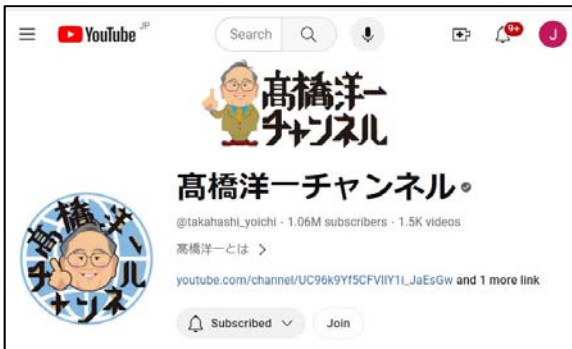 YouTube JP
Search
9+
J
髙橋洋一
チャンネル
髙橋洋一チャンネル
髙橋洋一チャンネル
@takahashi_yoichi · 1.06M subscribers · 1.5K videos
髙橋洋一とは >
youtube.com/channel/UC96k9Yf5CFVIIY1i_JaEsGw and 1 more link
Subscribed
Join